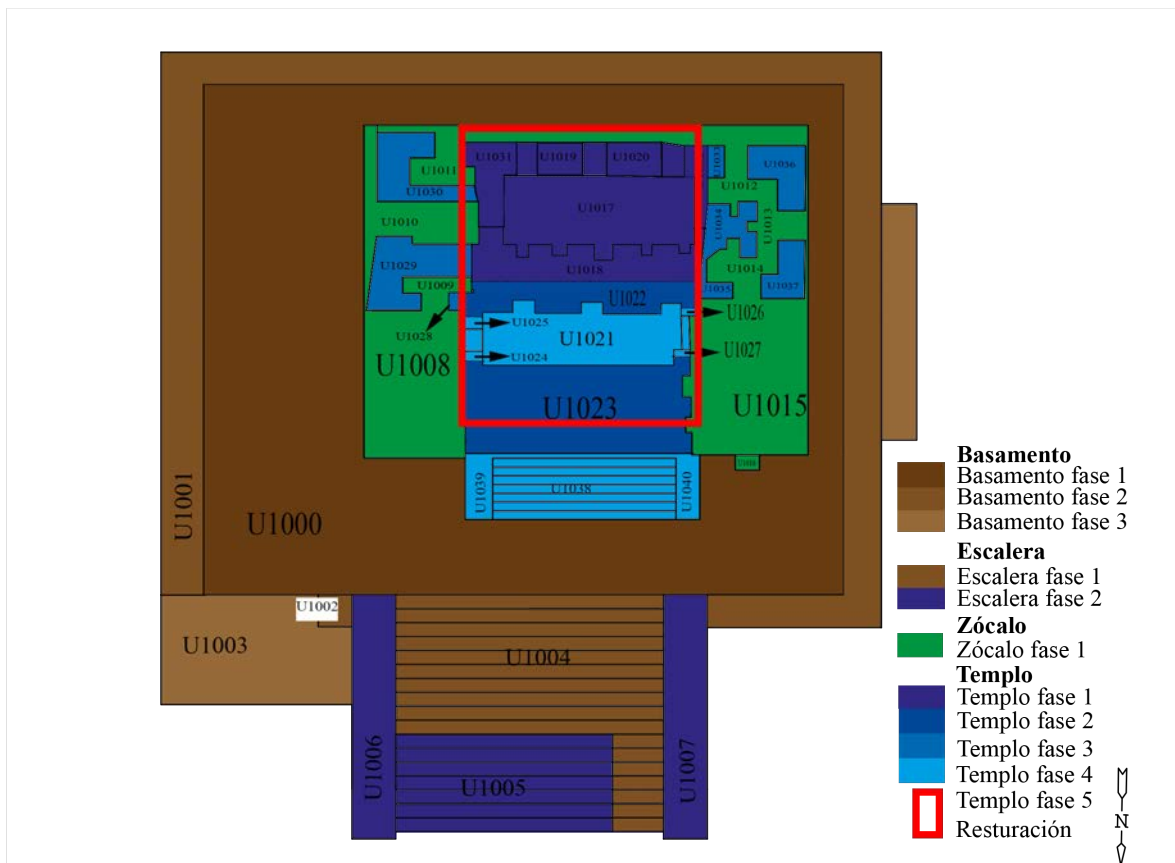 U1031
U1019
U1020
U1033
U1036
U1011
U1012
U1030
U1017
U1034
U1013
U1010
U1029
U1018
U1014
U1009
U1035
U1037
U1022
U1026
U1025
U1028
U1021
U1027
U1024
U1008
U1023
U1015
U1001
U1000
U1039
U1038
U1040
U1002
U1003
U1004
U1006
U1005
U1007
Basamento
Basamento fase 1
Basamento fase 2
Basamento fase 3
Escalera
Escalera fase 1
Escalera fase 2
Zócalo
Zócalo fase 1
Templo
Templo fase 1
Templo fase 2
Templo fase 3
Templo fase 4
Templo fase 5
Resturación
N